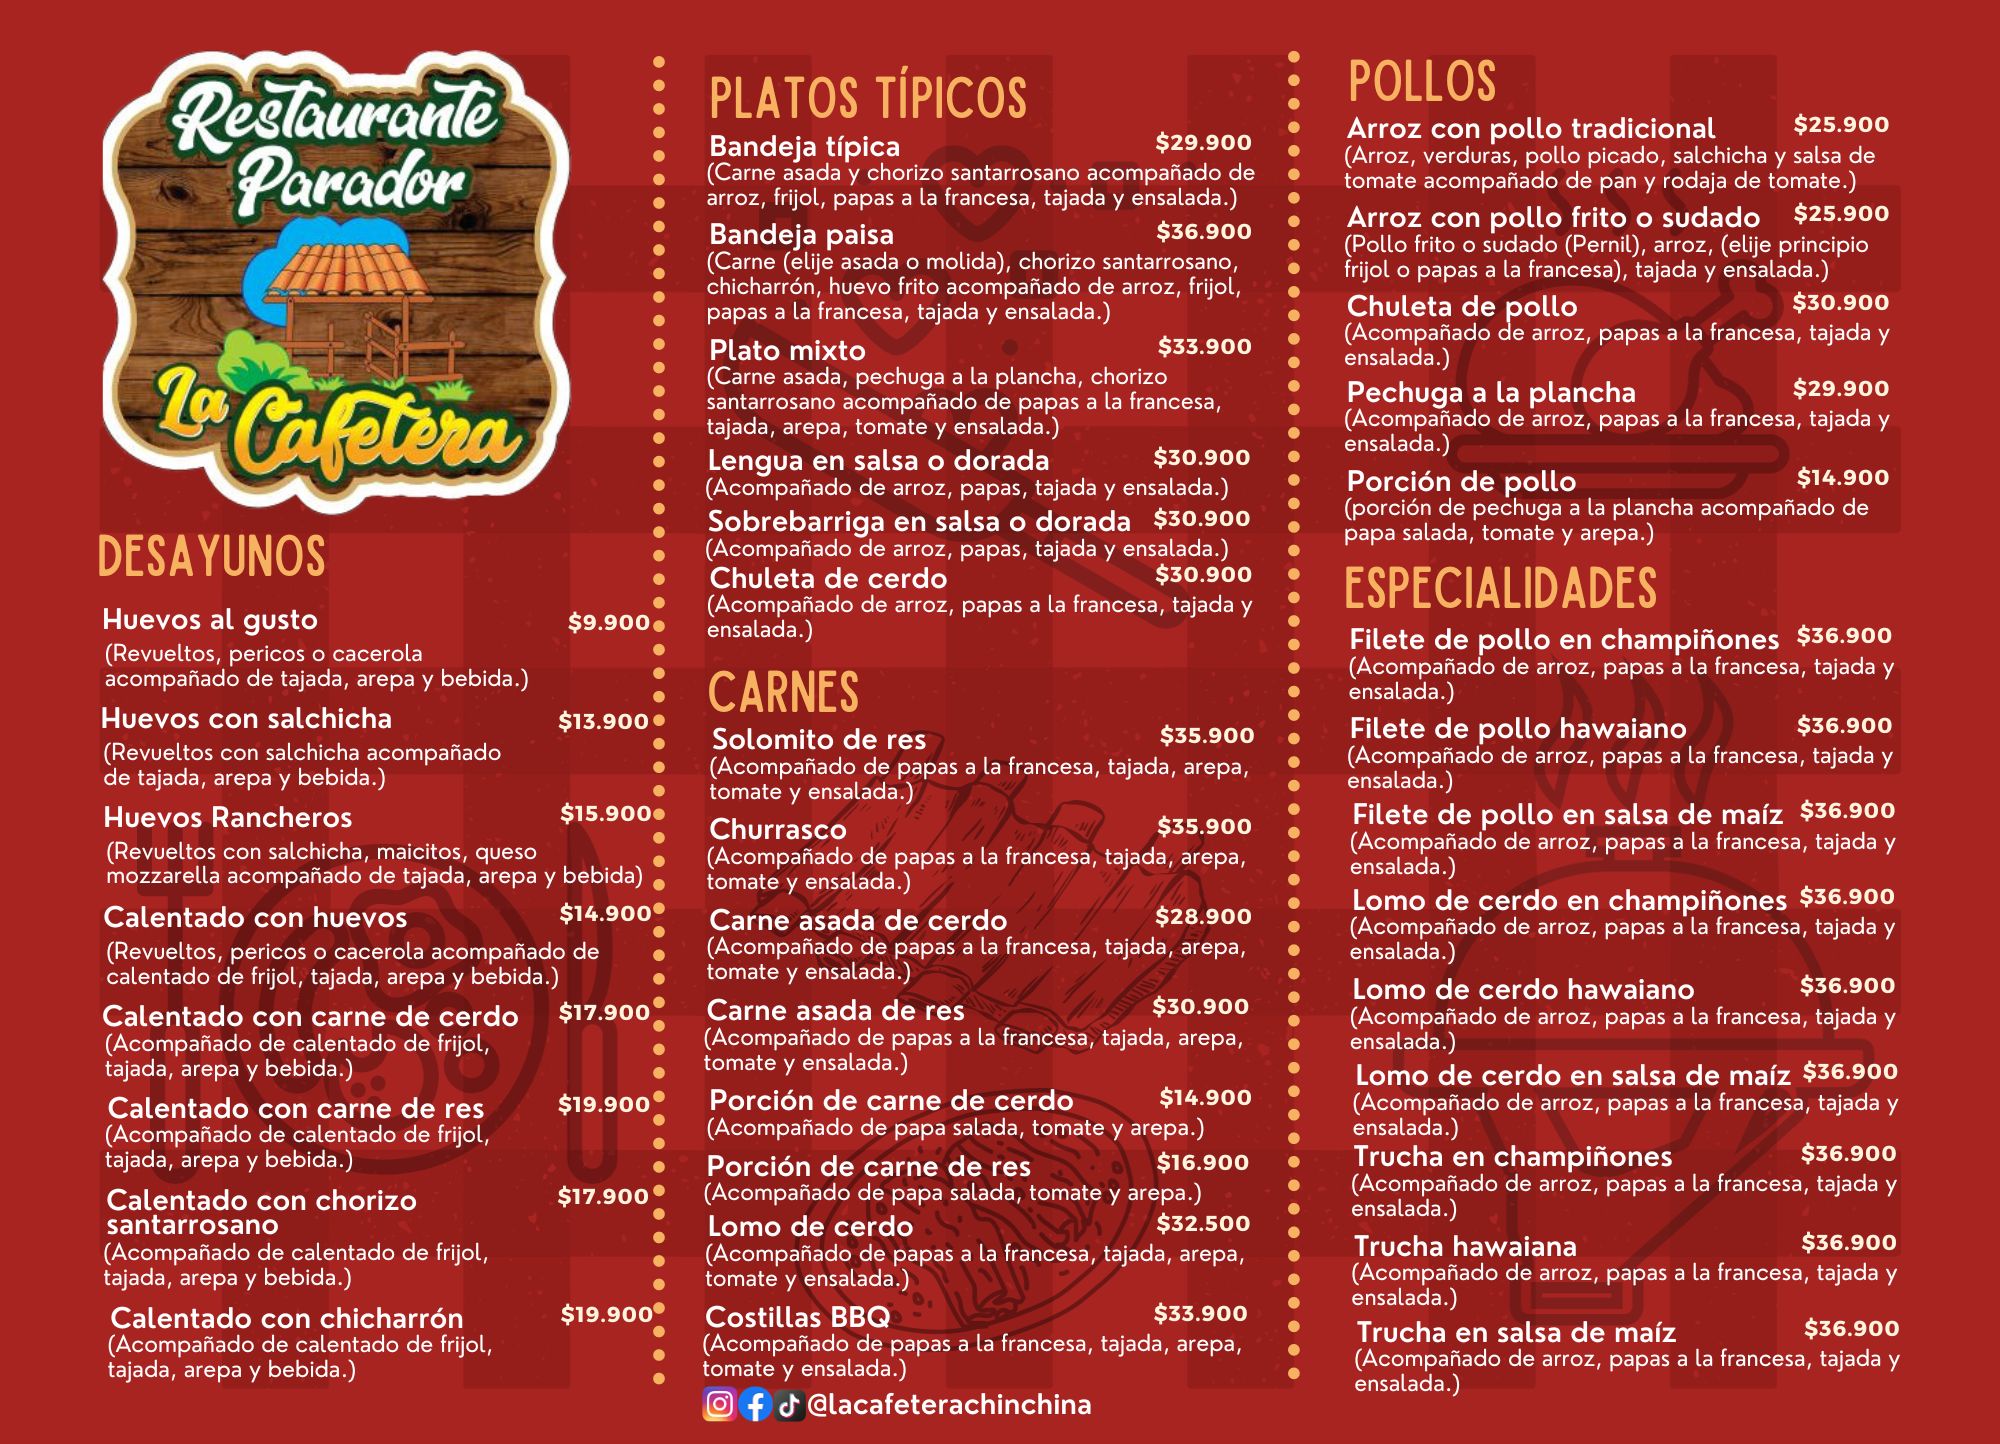 Restaurante
Parador
La Cafetera
DESAYUNOS
Huevos al gusto $9.900
(Revueltos, pericos o cacerola
acompañado de tajada, arepa y bebida.)
Huevos con salchicha $13.900
(Revueltos con salchicha acompañado
de tajada, arepa y bebida.)
Huevos Rancheros $15.900
(Revueltos con salchicha, maicitos, queso
mozzarella acompañado de tajada, arepa y bebida)
Calentado con huevos $14.900
(Revueltos, pericos o cacerola acompañado de
calentado de frijol, tajada, arepa y bebida.)
Calentado con carne de cerdo $17.900
(Acompañado de calentado de frijol,
tajada, arepa y bebida.)
Calentado con carne de res $19.900
(Acompañado de calentado de frijol,
tajada, arepa y bebida.)
Calentado con chorizo $17.900
santarrosano
(Acompañado de calentado de frijol,
tajada, arepa y bebida.)
Calentado con chicharrón $19.900
(Acompañado de calentado de frijol,
tajada, arepa y bebida.)
PLATOS TÍPICOS
Bandeja típica $29.900
(Carne asada y chorizo santarrosano acompañado de
arroz, frijol, papas a la francesa, tajada y ensalada.)
Bandeja paisa $36.900
(Carne (elije asada o molida), chorizo santarrosano,
chicharrón, huevo frito acompañado de arroz, frijol,
papas a la francesa, tajada y ensalada.)
Plato mixto $33.900
(Carne asada, pechuga a la plancha, chorizo
santarrosano acompañado de papas a la francesa,
tajada, arepa, tomate y ensalada.)
Lengua en salsa o dorada $30.900
(Acompañado de arroz, papas, tajada y ensalada.)
Sobrebarriga en salsa o dorada $30.900
(Acompañado de arroz, papas, tajada y ensalada.)
Chuleta de cerdo $30.900
(Acompañado de arroz, papas a la francesa, tajada y
ensalada.)
CARNES
Solomito de res $35.900
(Acompañado de papas a la francesa, tajada, arepa,
tomate y ensalada.)
Churrasco $35.900
(Acompañado de papas a la francesa, tajada, arepa,
tomate y ensalada.)
Carne asada de cerdo $28.900
(Acompañado de papas a la francesa, tajada, arepa,
tomate y ensalada.)
Carne asada de res $30.900
(Acompañado de papas a la francesa, tajada, arepa,
tomate y ensalada.)
Porción de carne de cerdo $14.900
(Acompañado de papa salada, tomate y arepa.)
Porción de carne de res $16.900
(Acompañado de papa salada, tomate y arepa.)
Lomo de cerdo $32.500
(Acompañado de papas a la francesa, tajada, arepa,
tomate y ensalada.)
Costillas BBQ $33.900
(Acompañado de papas a la francesa, tajada, arepa,
tomate y ensalada.)
@lacafeterachinchina
POLLOS
Arroz con pollo tradicional $25.900
(Arroz, verduras, pollo picado, salchicha y salsa de
tomate acompañado de pan y rodaja de tomate.)
Arroz con pollo frito o sudado $25.900
(Pollo frito o sudado (Pernil), arroz, (elije principio
frijol o papas a la francesa), tajada y ensalada.)
Chuleta de pollo $30.900
(Acompañado de arroz, papas a la francesa, tajada y
ensalada.)
Pechuga a la plancha $29.900
(Acompañado de arroz, papas a la francesa, tajada y
ensalada.)
Porción de pollo $14.900
(porción de pechuga a la plancha acompañado de
papa salada, tomate y arepa.)
ESPECIALIDADES
Filete de pollo en champiñones $36.900
(Acompañado de arroz, papas a la francesa, tajada y
ensalada.)
Filete de pollo hawaiano $36.900
(Acompañado de arroz, papas a la francesa, tajada y
ensalada.)
Filete de pollo en salsa de maíz $36.900
(Acompañado de arroz, papas a la francesa, tajada y
ensalada.)
Lomo de cerdo en champiñones $36.900
(Acompañado de arroz, papas a la francesa, tajada y
ensalada.)
Lomo de cerdo hawaiano $36.900
(Acompañado de arroz, papas a la francesa, tajada y
ensalada.)
Lomo de cerdo en salsa de maíz $36.900
(Acompañado de arroz, papas a la francesa, tajada y
ensalada.)
Trucha en champiñones $36.900
(Acompañado de arroz, papas a la francesa, tajada y
ensalada.)
Trucha hawaiana $36.900
(Acompañado de arroz, papas a la francesa, tajada y
ensalada.)
Trucha en salsa de maíz $36.900
(Acompañado de arroz, papas a la francesa, tajada y
ensalada.)